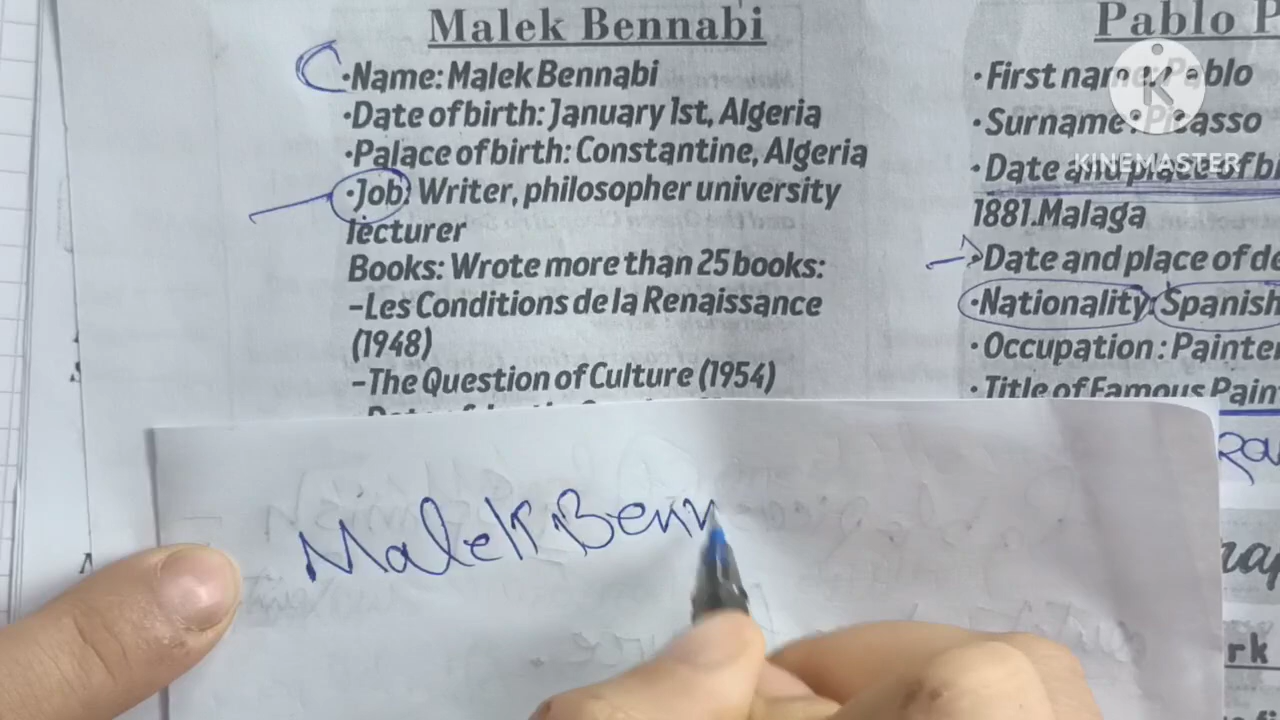 Malek Bennabi
·Name: Malek Bennabi
·Date of birth: January 1st, Algeria
·Palace of birth: Constantine, Algeria
·Job: Writer, philosopher university
lecturer
Books: Wrote more than 25 books:
–Les Conditions de la Renaissance
(1948)
–The Question of Culture (1954)
Pablo P
·First name: Pablo
·Surname: Picasso
·Date and place of bi
1881.Malaga
Date and place of de
·Nationality: Spanish
·Occupation : Painter
·Title of Famous Pain
KINEMASTER
Malek Benn
rk